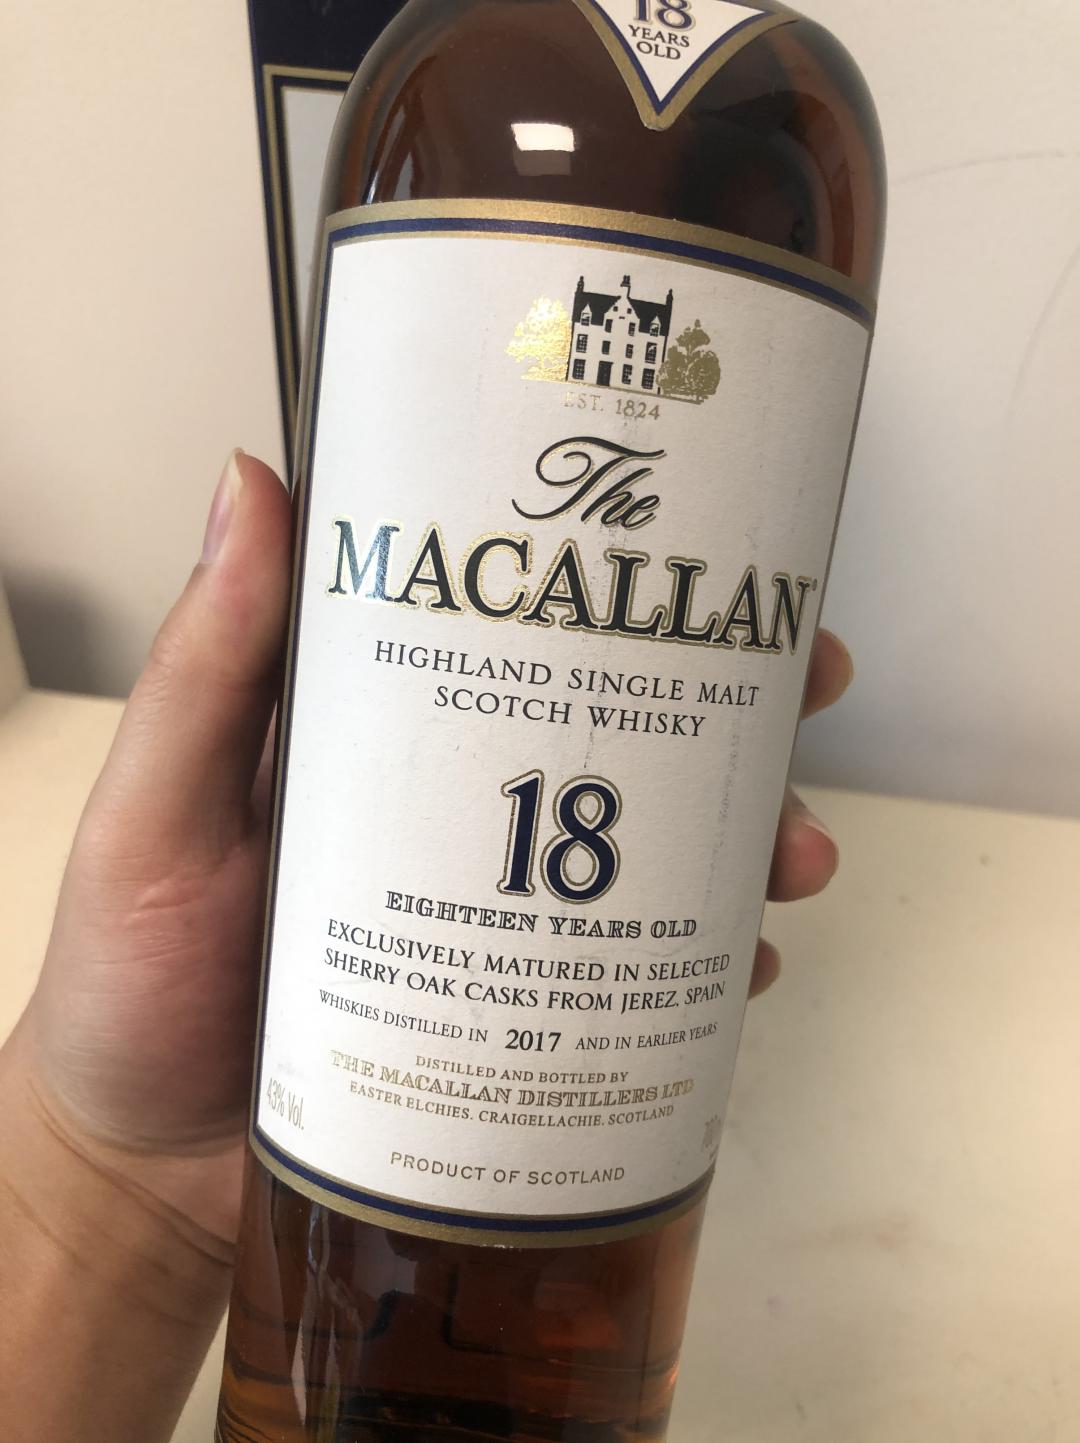 18
YEARS
OLD
EST. 1824
The
MACALLAN
HIGHLAND SINGLE MALT
SCOTCH WHISKY
18
EIGHTEEN YEARS OLD
EXCLUSIVELY MATURED IN SELECTED
SHERRY OAK CASKS FROM JEREZ, SPAIN
WHISKIES DISTILLED IN 2017 AND IN EARLIER YEARS
DISTILLED AND BOTTLED BY
THE MACALLAN DISTILLERS LTD
EASTER ELCHIES, CRAIGELLACHIE, SCOTLAND
43% Vol.
PRODUCT OF SCOTLAND